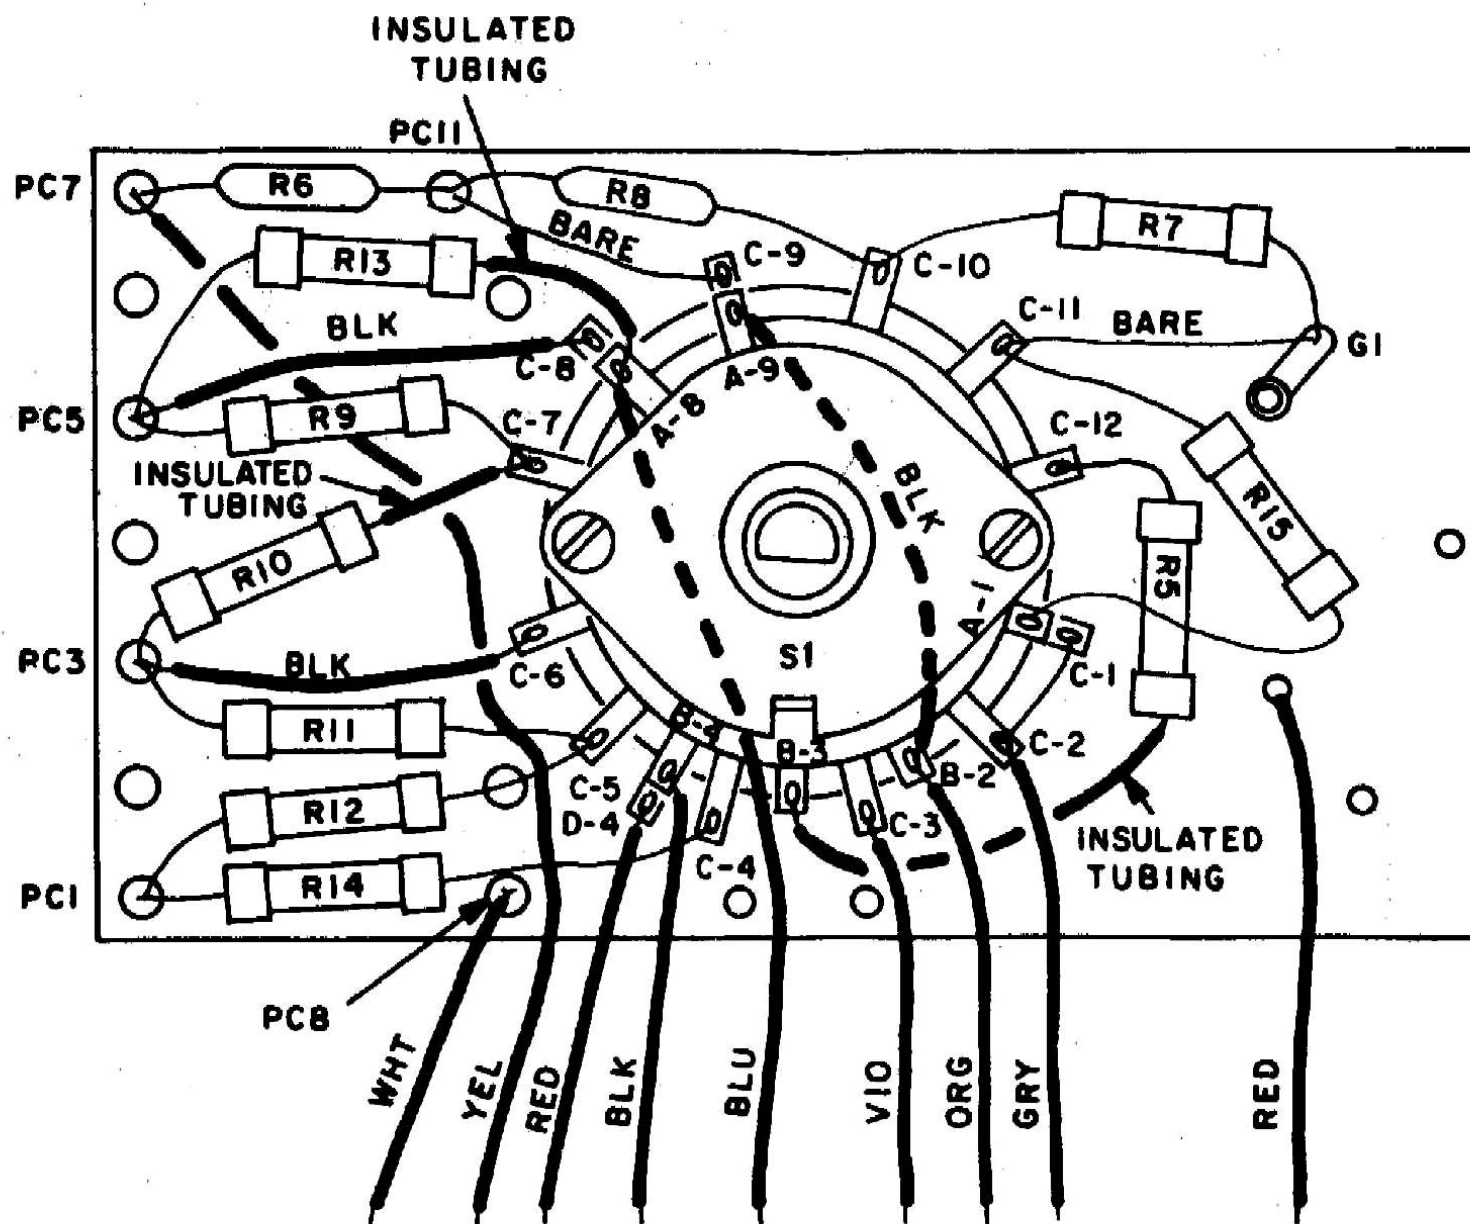 INSULATED
TUBING
PC11
PC7
R6
R8
R7
BARE
C-9
C-10
R13
C-11
BARE
G1
BLK
C-8
A-9
PC5
R9
C-7
A-8
C-12
INSULATED
TUBING
BLK
R15
R10
R5
A-1
PC3
BLK
C-6
S1
C-1
R11
B-4
B-3
C-2
B-2
C-5
D-4
R12
C-3
C-4
INSULATED
TUBING
R14
PC1
PC8
WHT
YEL
RED
BLK
BLU
VIO
ORG
GRY
RED